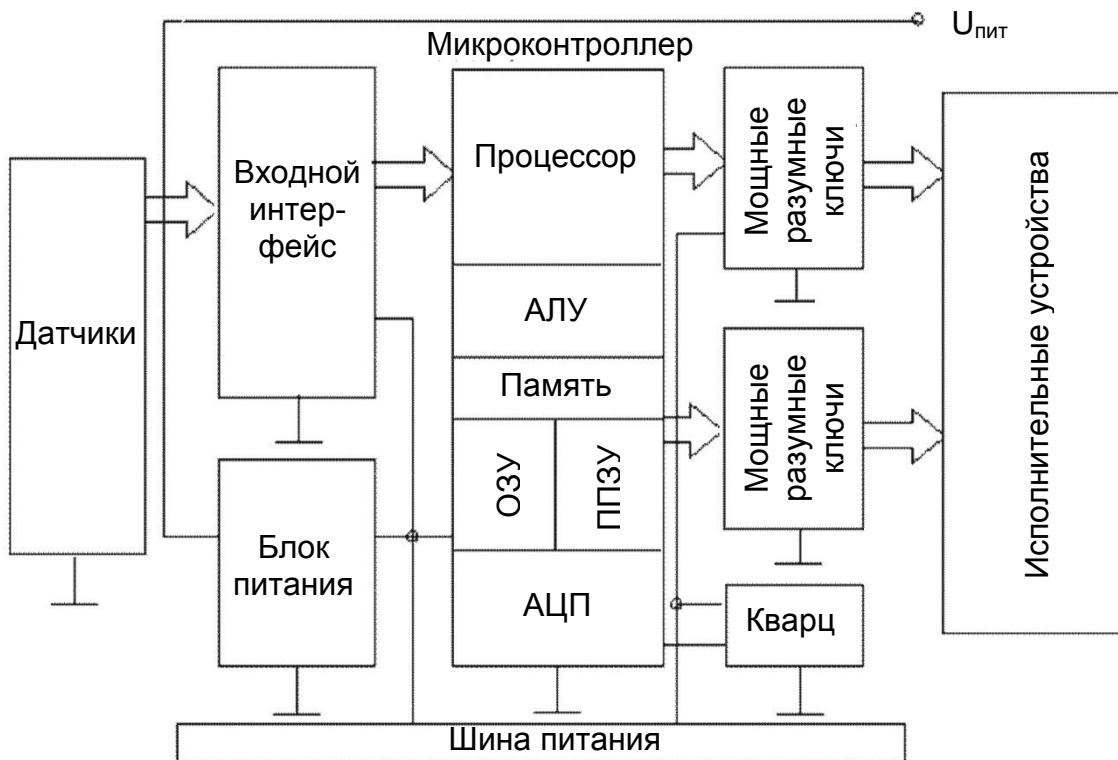 U пит
Микроконтроллер
Датчики
Входной
интер-
фейс
Процессор
АЛУ
Память
ОЗУ
ППЗУ
АЦП
Мощные
разумные
ключи
Мощные
разумные
ключи
Исполнительные устройства
Блок
питания
Кварц
Шина питания